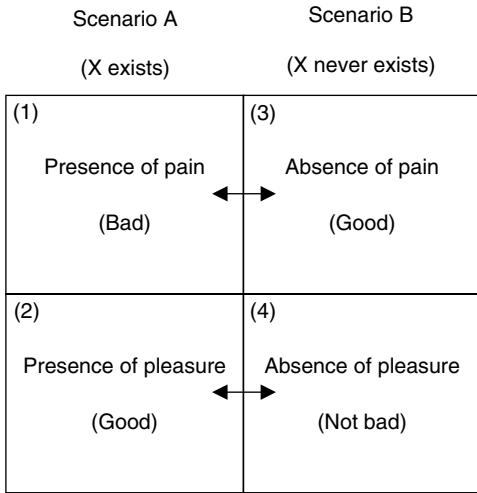 Scenario A
(X exists)
Scenario B
(X never exists)
(1)
Presence of pain
(Bad)
(3)
Absence of pain
(Good)
(2)
Presence of pleasure
(Good)
(4)
Absence of pleasure
(Not bad)